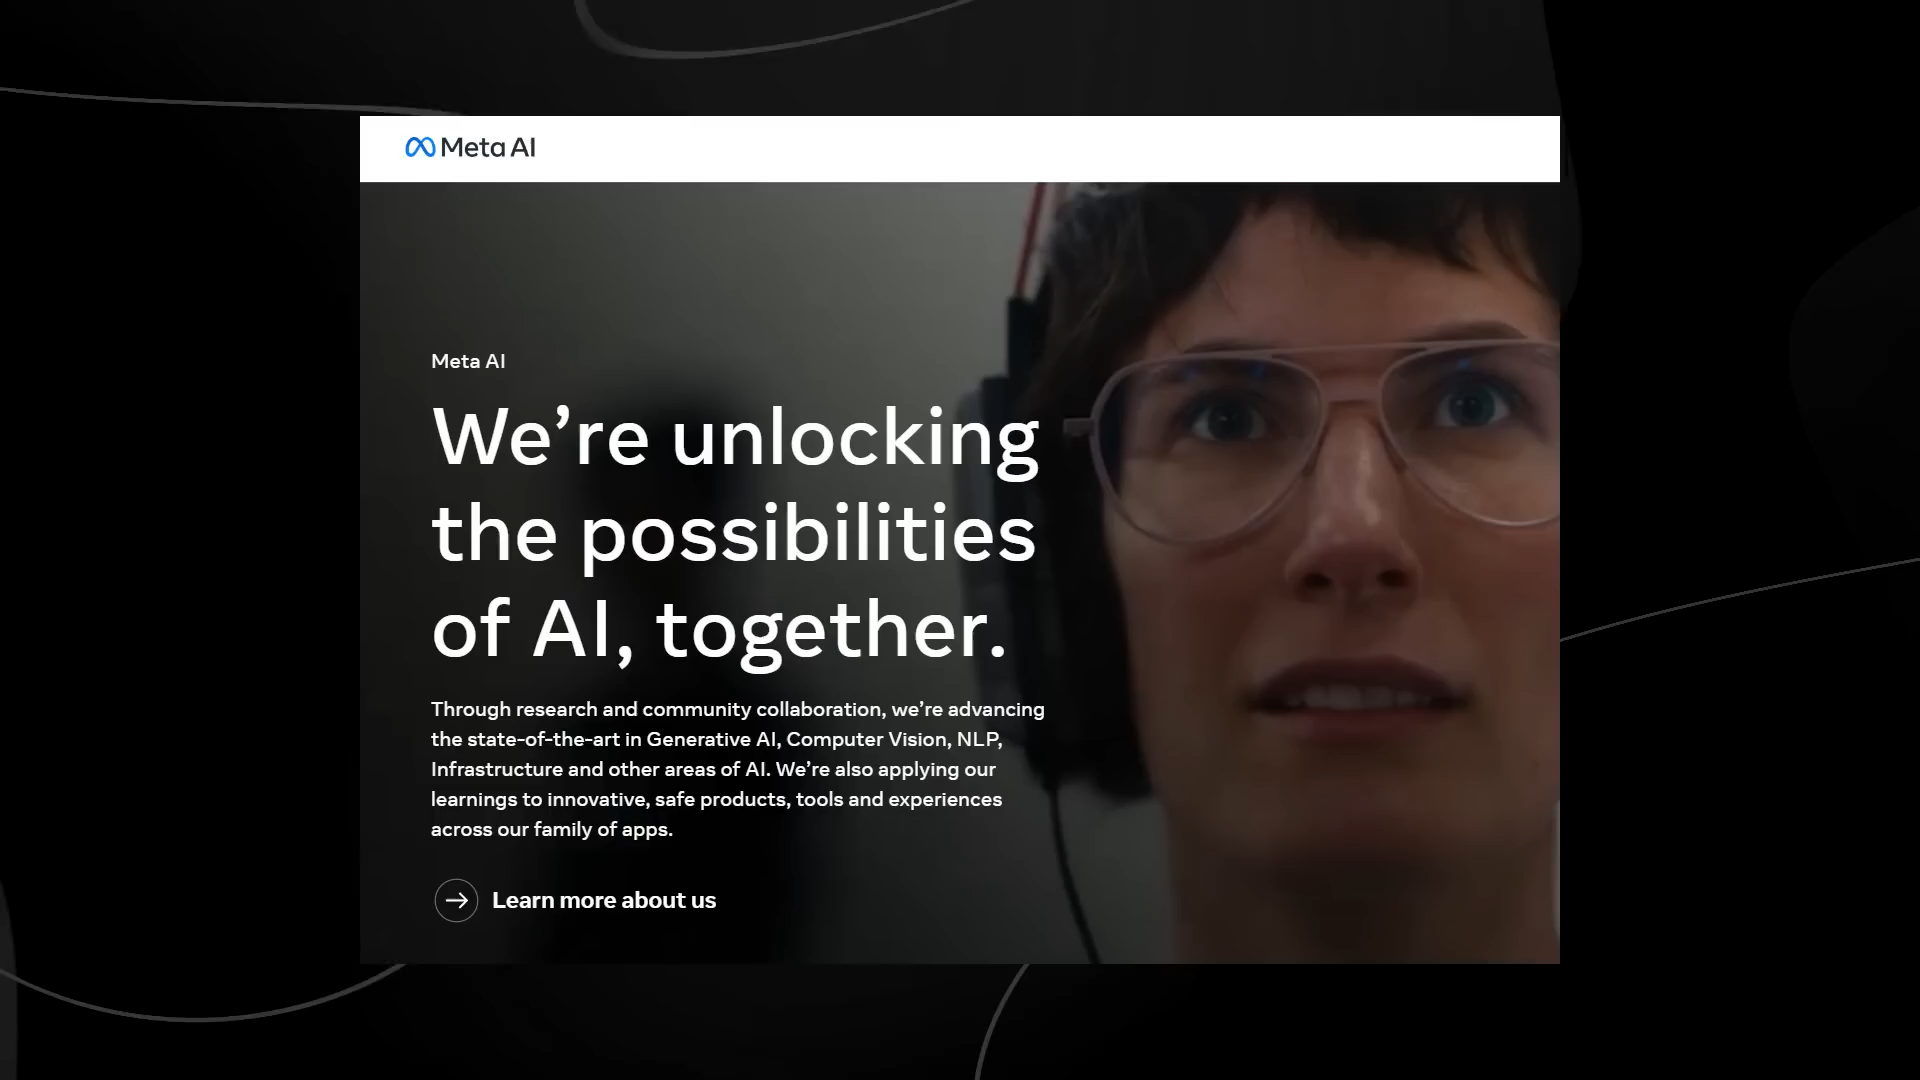 Meta AI
Meta AI
We’re unlocking
the possibilities
of AI, together.
Through research and community collaboration, we’re advancing
the state-of-the-art in Generative AI, Computer Vision, NLP,
Infrastructure and other areas of AI. We’re also applying our
learnings to innovative, safe products, tools and experiences
across our family of apps.
Learn more about us